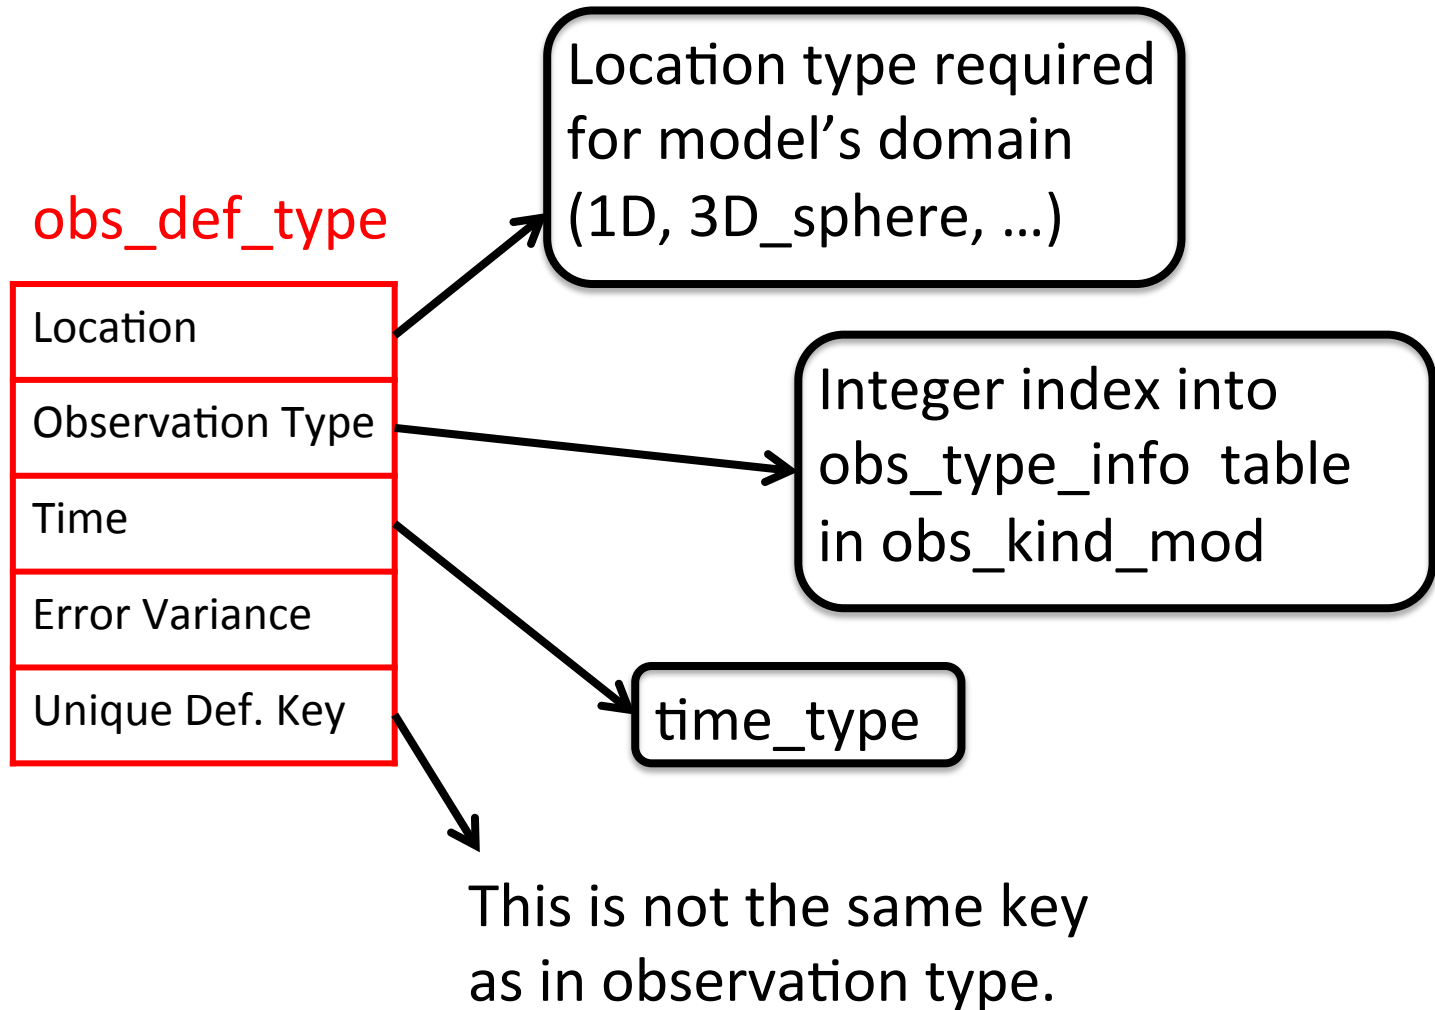 obs_def_type
Location
Observation Type
Time
Error Variance
Unique Def. Key
Location type required
for model’s domain
(1D, 3D_sphere, …)
Integer index into
obs_type_info  table
in obs_kind_mod
time_type
This is not the same key
as in observation type.